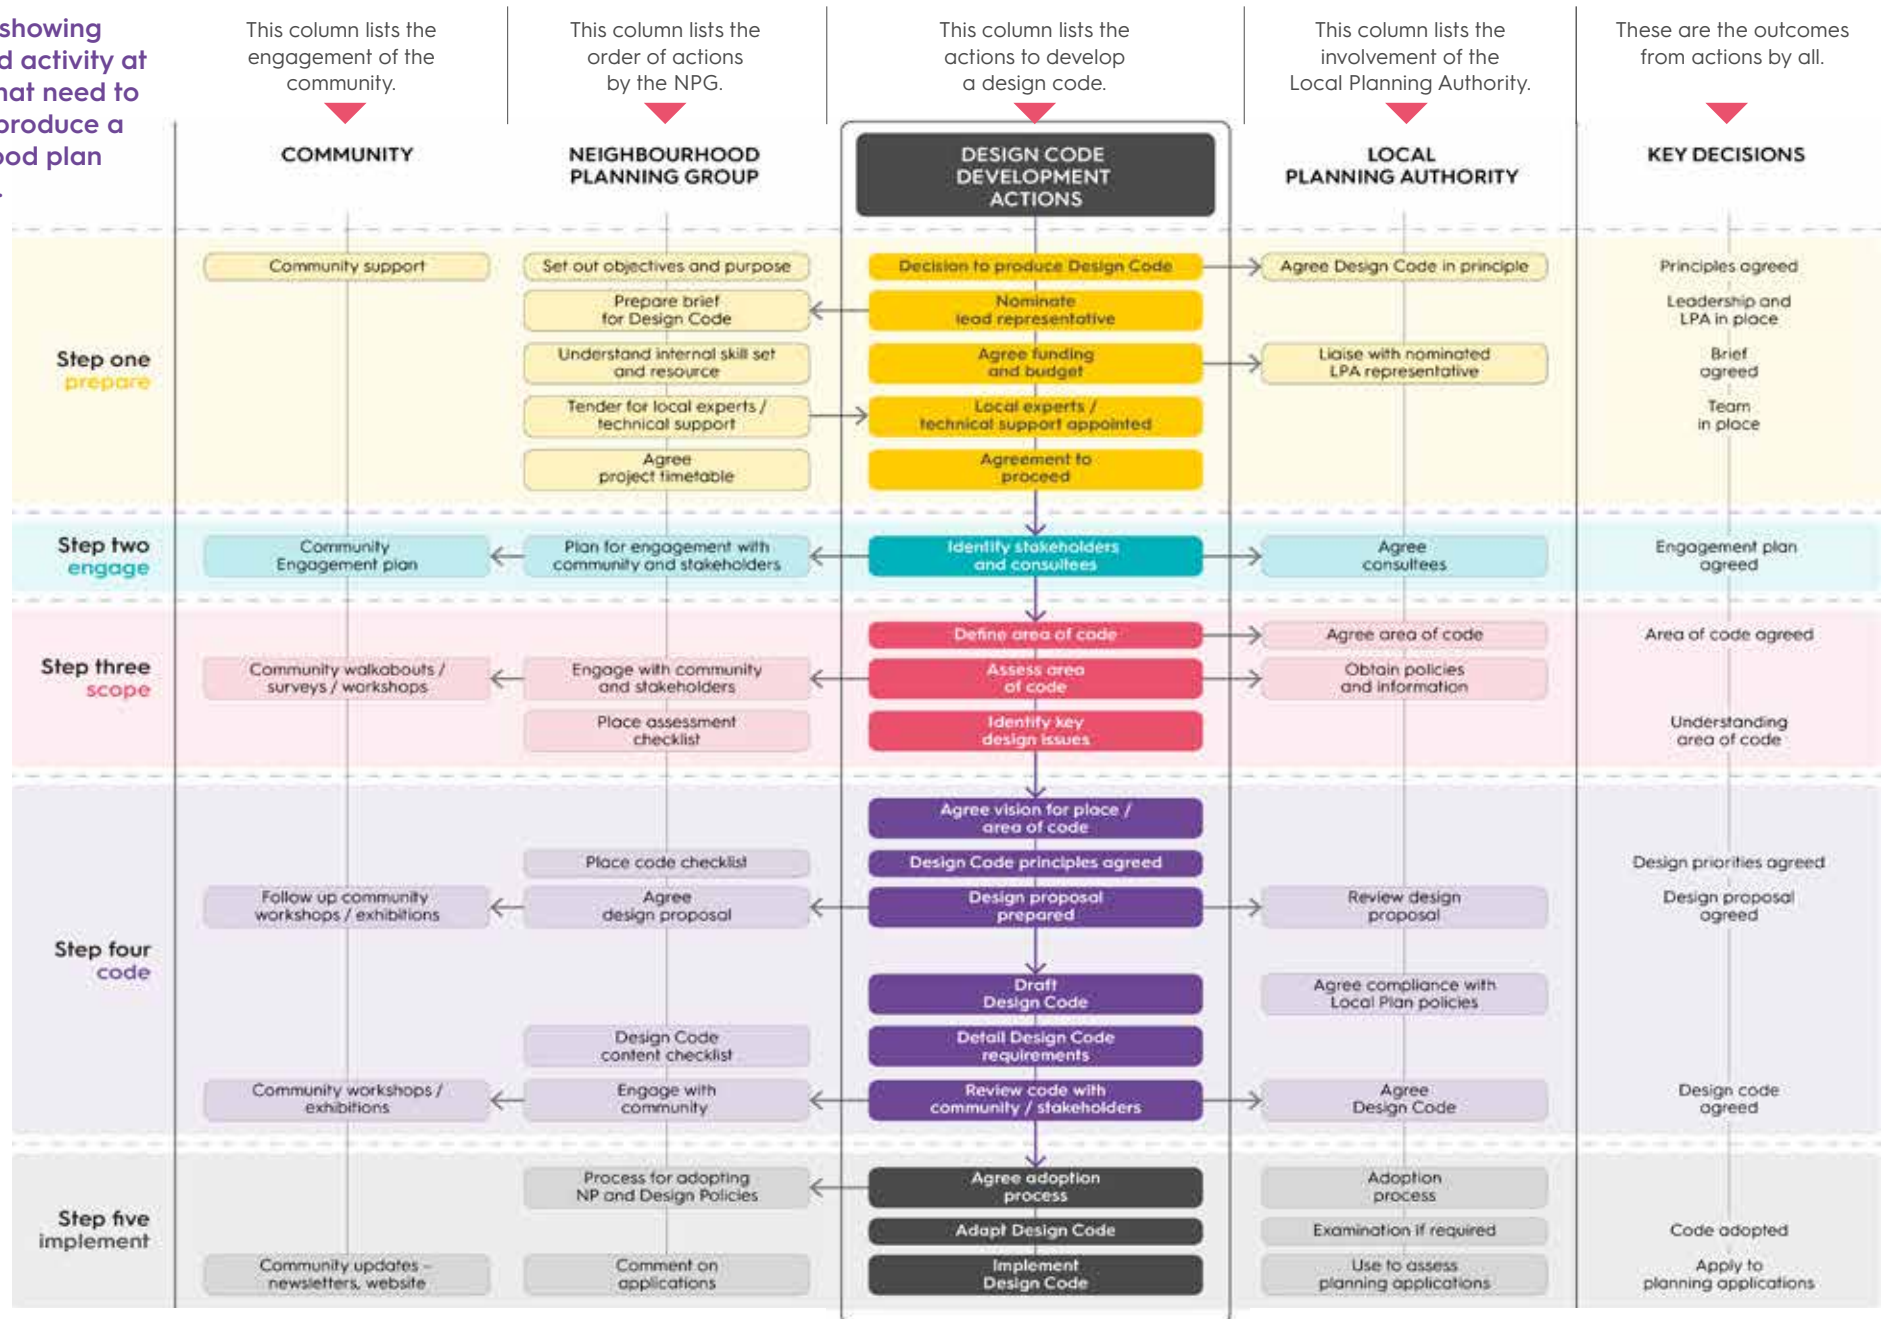 showing
d activity at
hat need to
produce a
ood plan
.
This column lists the
engagement of the
community.
This column lists the
order of actions
by the NPG.
This column lists the
actions to develop
a design code.
This column lists the
involvement of the
Local Planning Authority.
These are the outcomes
from actions by all.
COMMUNITY
NEIGHBOURHOOD
PLANNING GROUP
DESIGN CODE
DEVELOPMENT
ACTIONS
LOCAL
PLANNING AUTHORITY
KEY DECISIONS
Step one
prepare
Community support
Set out objectives and purpose
Decision to produce Design Code
Agree Design Code in principle
Principles agreed
Prepare brief
for Design Code
Nominate
lead representative
Leadership and
LPA in place
Understand internal skill set
and resource
Agree funding
and budget
Liaise with nominated
LPA representative
Brief
agreed
Tender for local experts /
technical support
Local experts /
technical support appointed
Team
in place
Agree
project timetable
Agreement to
proceed
Step two
engage
Community
Engagement plan
Plan for engagement with
community and stakeholders
Identify stakeholders
and consultees
Agree
consultees
Engagement plan
agreed
Step three
scope
Define area of code
Agree area of code
Area of code agreed
Community walkabouts /
surveys / workshops
Engage with community
and stakeholders
Assess area
of code
Obtain policies
and information
Place assessment
checklist
Identify key
design issues
Understanding
area of code
Step four
code
Agree vision for place /
area of code
Place code checklist
Design Code principles agreed
Design priorities agreed
Follow up community
workshops / exhibitions
Agree
design proposal
Design proposal
prepared
Review design
proposal
Design proposal
agreed
Draft
Design Code
Agree compliance with
Local Plan policies
Design Code
content checklist
Detail Design Code
requirements
Community workshops /
exhibitions
Engage with
community
Review code with
community / stakeholders
Agree
Design Code
Design code
agreed
Step five
implement
Process for adopting
NP and Design Policies
Agree adoption
process
Adoption
process
Adapt Design Code
Examination if required
Code adopted
Community updates –
newsletters, website
Comment on
applications
Implement
Design Code
Use to assess
planning applications
Apply to
planning applications